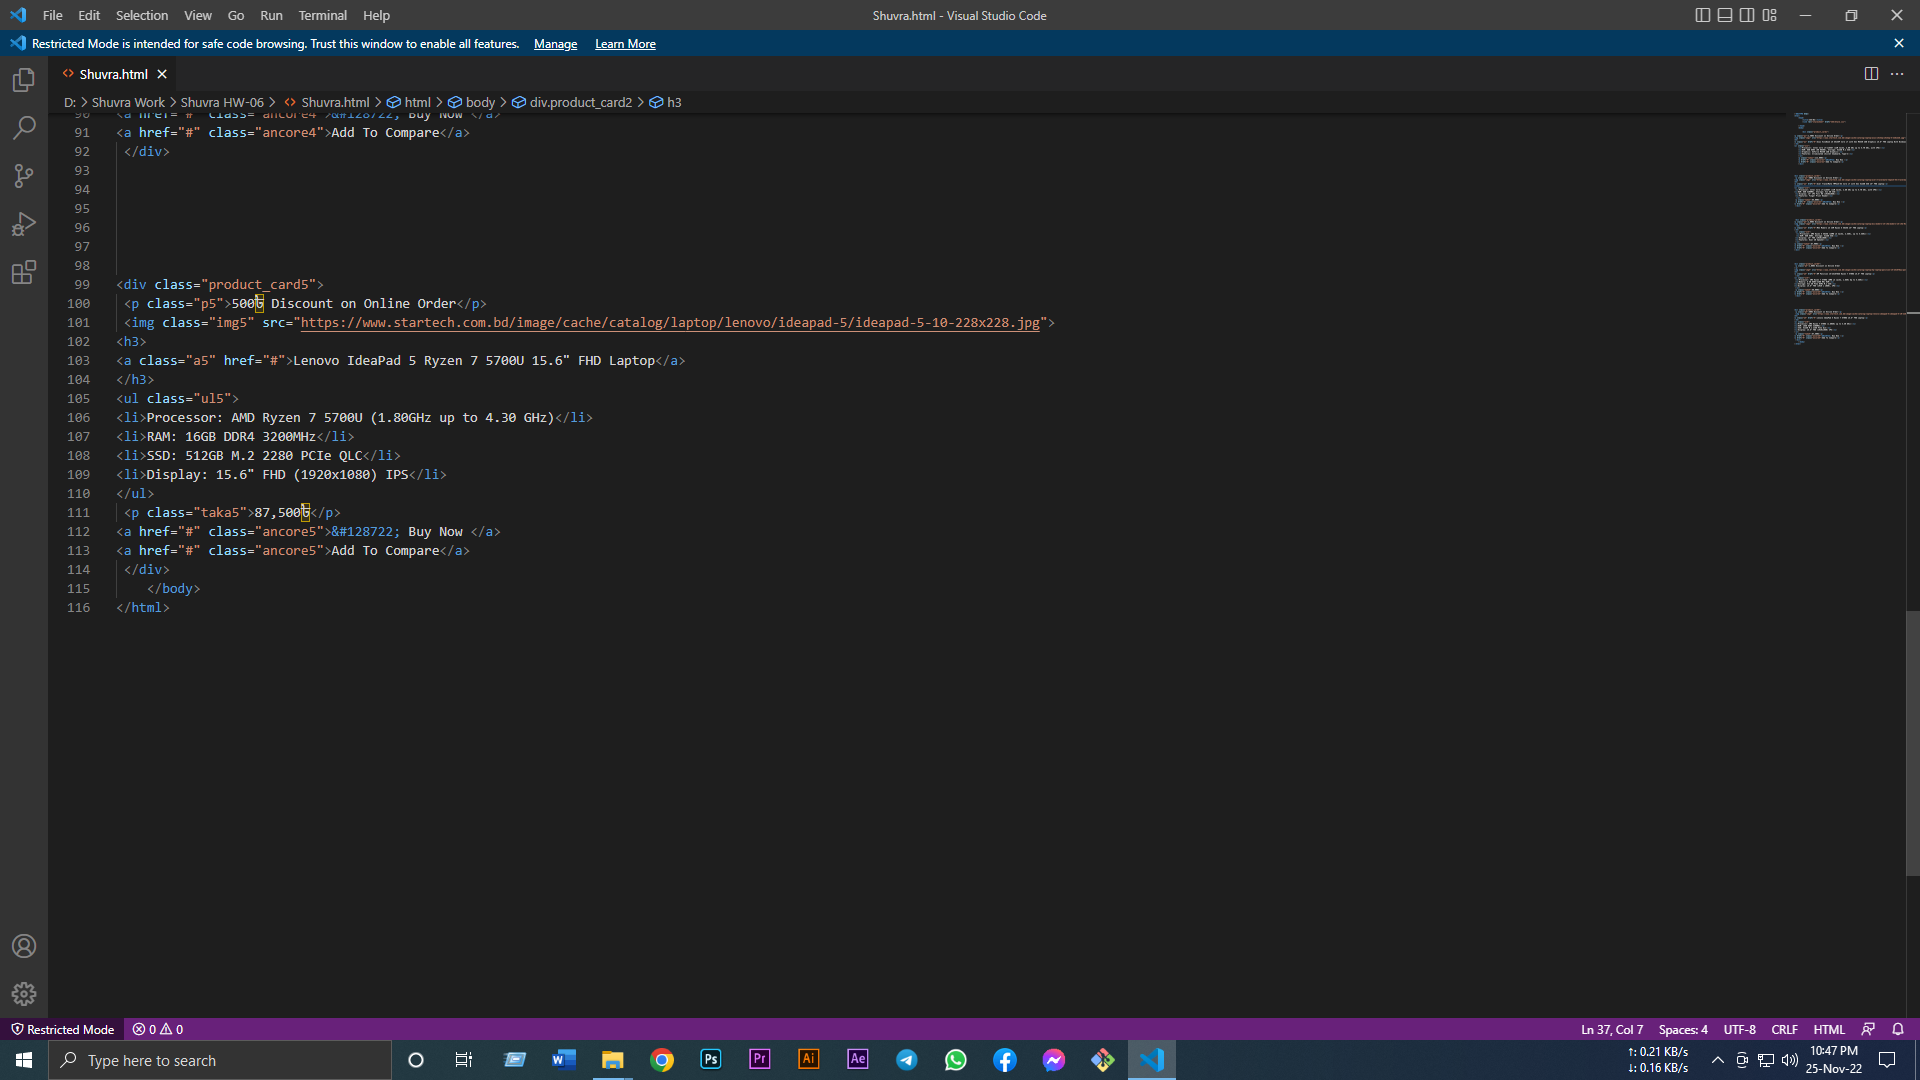 File Edit Selection View Go Run Terminal Help
Shuvra.html - Visual Studio Code
Restricted Mode is intended for safe code browsing. Trust this window to enable all features. Manage Learn More
Shuvra.html
D: > Shuvra Work > Shuvra HW-06 > Shuvra.html > html > body > div.product_card2 > h3
90 <a href="#" class="ancore4">&#128722; Buy Now </a>
91 <a href="#" class="ancore4">Add To Compare</a>
92 </div>
93
94
95
96
97
98
99 <div class="product_card5">
100 <p class="p5">500৳ Discount on Online Order</p>
101 <img class="img5" src="https://www.startech.com.bd/image/cache/catalog/laptop/lenovo/ideapad-5/ideapad-5-10-228x228.jpg">
102 <h3>
103 <a class="a5" href="#">Lenovo IdeaPad 5 Ryzen 7 5700U 15.6" FHD Laptop</a>
104 </h3>
105 <ul class="ul5">
106 <li>Processor: AMD Ryzen 7 5700U (1.80GHz up to 4.30 GHz)</li>
107 <li>RAM: 16GB DDR4 3200MHz</li>
108 <li>SSD: 512GB M.2 2280 PCIe QLC</li>
109 <li>Display: 15.6" FHD (1920x1080) IPS</li>
110 </ul>
111 <p class="taka5">87,500৳</p>
112 <a href="#" class="ancore5">&#128722; Buy Now </a>
113 <a href="#" class="ancore5">Add To Compare</a>
114 </div>
115 </body>
116 </html>
Restricted Mode 0 0
Ln 37, Col 7 Spaces: 4 UTF-8 CRLF HTML
Type here to search
Ps Pr Ai Ae
↑: 0.21 KB/s
↓: 0.16 KB/s
10:47 PM
25-Nov-22